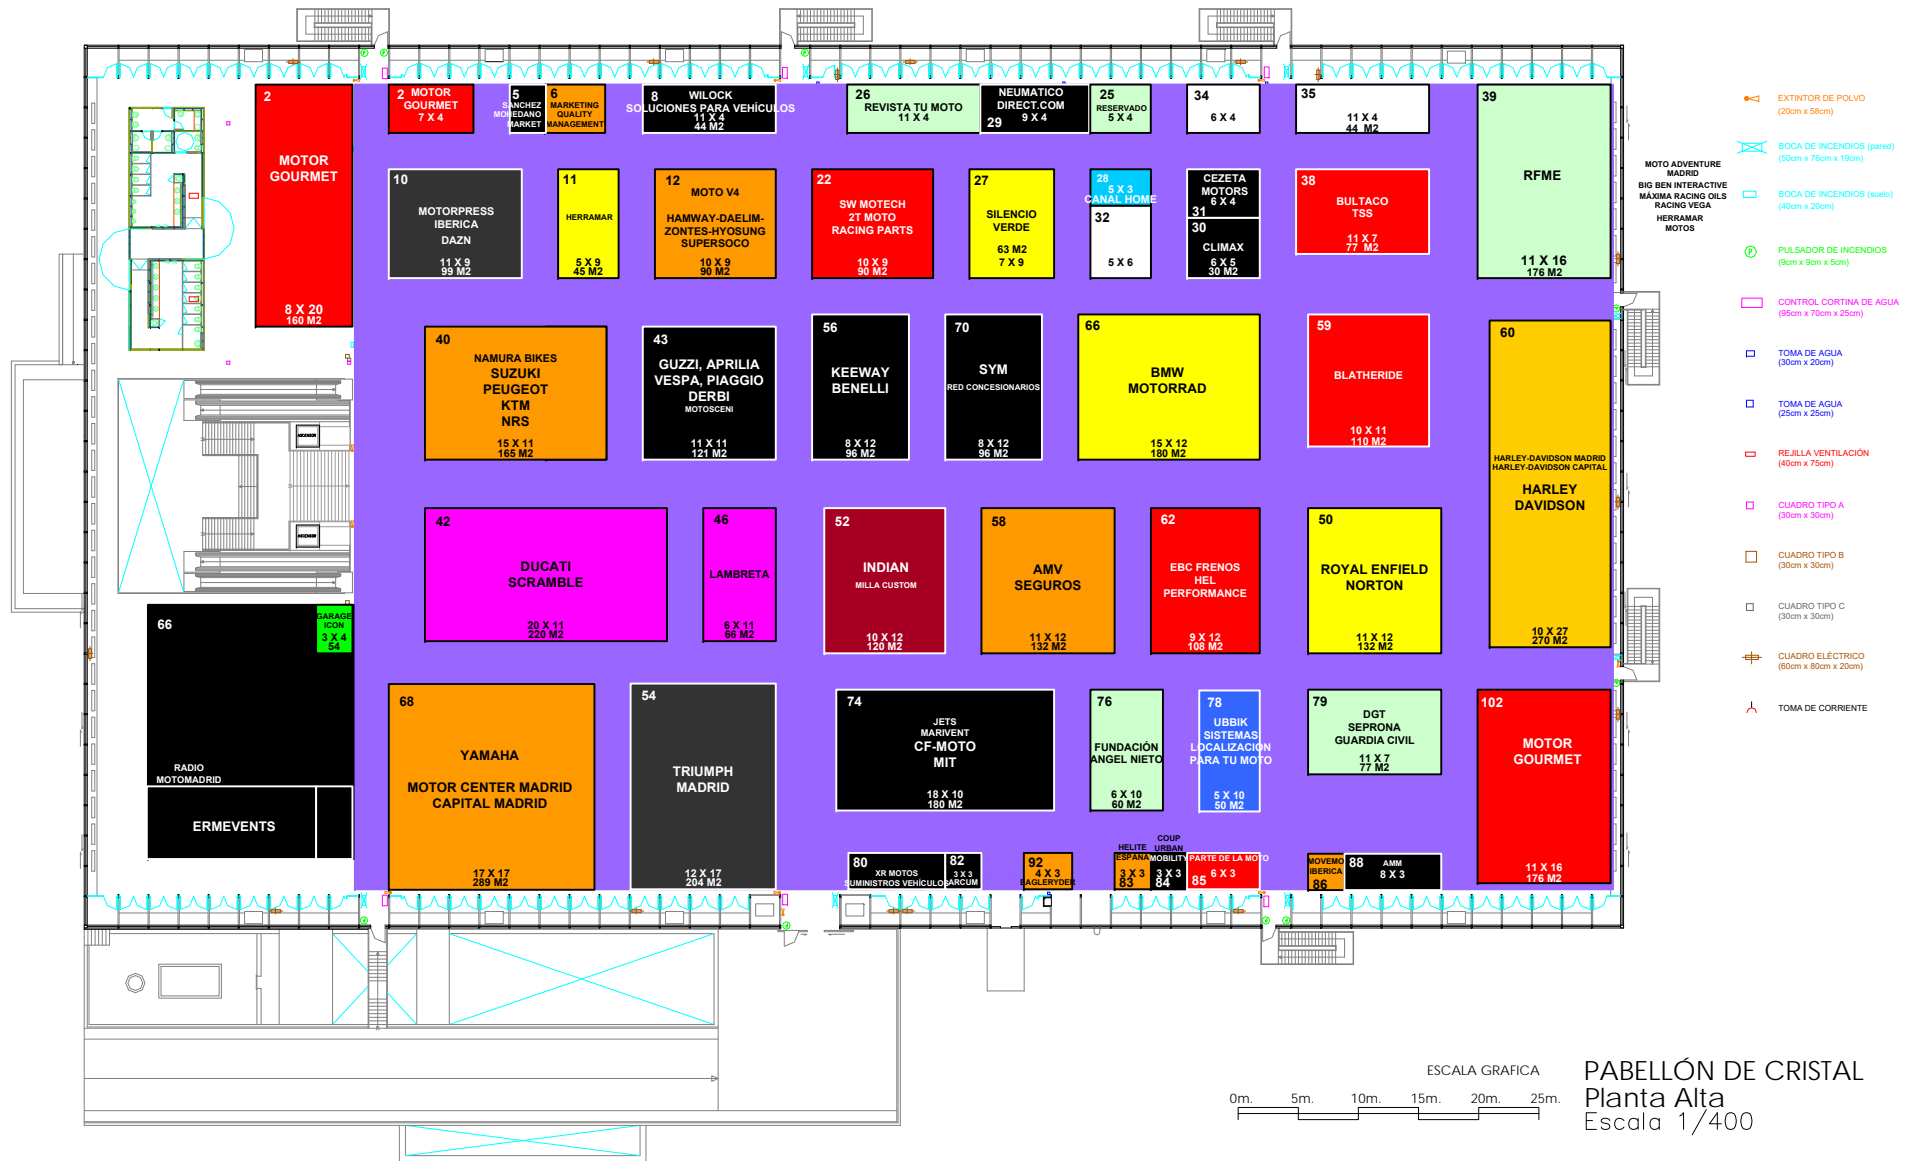 2
MOTOR
GOURMET
8 X 20
160 M2
2
MOTOR
GOURMET
7 X 4
5
SANCHEZ
MOHEDANO
MARKET
6
MARKETING
QUALITY
MANAGEMENT
8
WILOCK
SOLUCIONES PARA VEHÍCULOS
11 X 4
44 M2
26
REVISTA TU MOTO
11 X 4
NEUMATICO
DIRECT.COM
29
9 X 4
25
RESERVADO
5 X 4
34
6 X 4
35
11 X 4
44 M2
39
RFME
11 X 16
176 M2
10
MOTORPRESS
IBERICA
DAZN
11 X 9
99 M2
11
HERRAMAR
5 X 9
45 M2
12
MOTO V4
HAMWAY-DAELIM-
ZONTES-HYOSUNG
SUPERSOCO
10 X 9
90 M2
22
SW MOTECH
2T MOTO
RACING PARTS
10 X 9
90 M2
27
SILENCIO
VERDE
63 M2
7 X 9
28
5 X 3
CANAL HOME
32
5 X 6
CEZETA
MOTORS
6 X 4
31
30
CLIMAX
6 X 5
30 M2
38
BULTACO
TSS
11 X 7
77 M2
40
NAMURA BIKES
SUZUKI
PEUGEOT
KTM
NRS
15 X 11
165 M2
43
GUZZI, APRILIA
VESPA, PIAGGIO
DERBI
MOTOSCENI
11 X 11
121 M2
56
KEEWAY
BENELLI
8 X 12
96 M2
70
SYM
RED CONCESIONARIOS
8 X 12
96 M2
66
BMW
MOTORRAD
15 X 12
180 M2
59
BLATHERIDE
10 X 11
110 M2
60
HARLEY-DAVIDSON MADRID
HARLEY-DAVIDSON CAPITAL
HARLEY
DAVIDSON
10 X 27
270 M2
ASCENSOR
ASCENSOR
42
DUCATI
SCRAMBLE
20 X 11
220 M2
46
LAMBRETA
6 X 11
66 M2
52
INDIAN
MILLA CUSTOM
10 X 12
120 M2
58
AMV
SEGUROS
11 X 12
132 M2
62
EBC FRENOS
HEL
PERFORMANCE
9 X 12
108 M2
50
ROYAL ENFIELD
NORTON
11 X 12
132 M2
66
GARAGE
ICON
3 X 4
54
RADIO
MOTOMADRID
ERMEVENTS
68
YAMAHA
MOTOR CENTER MADRID
CAPITAL MADRID
17 X 17
289 M2
54
TRIUMPH
MADRID
12 X 17
204 M2
74
JETS
MARIVENT
CF-MOTO
MIT
18 X 10
180 M2
76
FUNDACIÓN
ANGEL NIETO
6 X 10
60 M2
78
UBBIK
SISTEMAS
LOCALIZACION
PARA TU MOTO
5 X 10
50 M2
79
DGT
SEPRONA
GUARDIA CIVIL
11 X 7
77 M2
102
MOTOR
GOURMET
11 X 16
176 M2
80
XR MOTOS
SUMINISTROS VEHÍCULOS
82
3 X 3
ARCUM
92
4 X 3
EAGLERYDER
HELITE
ESPAÑA
3 X 3
83
COUP
URBAN
MOBILITY
3 X 3
84
PARTE DE LA MOTO
85
6 X 3
MOVEMO
IBERICA
86
88
AMM
8 X 3
MOTO ADVENTURE
MADRID
BIG BEN INTERACTIVE
MÁXIMA RACING OILS
RACING VEGA
HERRAMAR
MOTOS
EXTINTOR DE POLVO
(20cm x 58cm)
BOCA DE INCENDIOS (pared)
(50cm x 76cm x 19cm)
BOCA DE INCENDIOS (suelo)
(40cm x 20cm)
PULSADOR DE INCENDIOS
(9cm x 9cm x 5cm)
CONTROL CORTINA DE AGUA
(95cm x 70cm x 25cm)
TOMA DE AGUA
(30cm x 20cm)
TOMA DE AGUA
(25cm x 25cm)
REJILLA VENTILACIÓN
(40cm x 75cm)
CUADRO TIPO A
(30cm x 30cm)
CUADRO TIPO B
(30cm x 30cm)
CUADRO TIPO C
(30cm x 30cm)
CUADRO ELÉCTRICO
(60cm x 80cm x 20cm)
TOMA DE CORRIENTE
ESCALA GRAFICA
0m. 5m. 10m. 15m. 20m. 25m.
PABELLÓN DE CRISTAL
Planta Alta
Escala 1/400